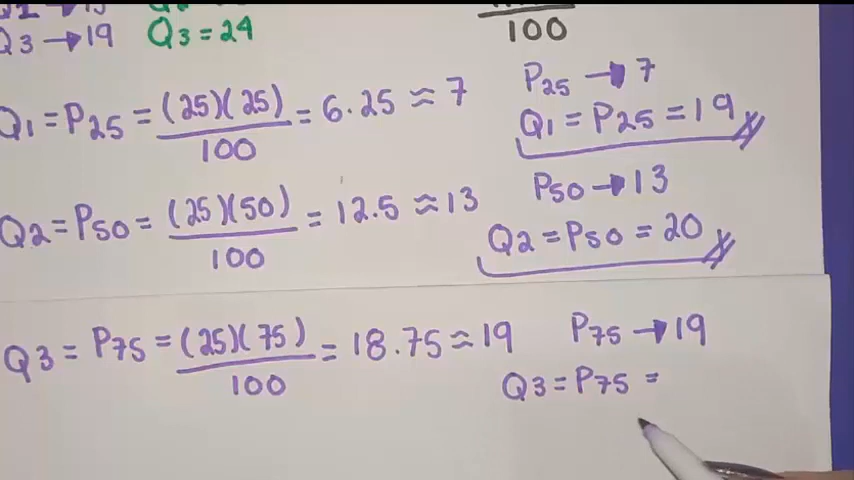 Q3 → 19 Q3 = 24
100
Q1 = P25 = (25)(25) / 100 = 6.25 ≈ 7
P25 → 7
Q1 = P25 = 19
Q2 = P50 = (25)(50) / 100 = 12.5 ≈ 13
P50 → 13
Q2 = P50 = 20
Q3 = P75 = (25)(75) / 100 = 18.75 ≈ 19
P75 → 19
Q3 = P75 =